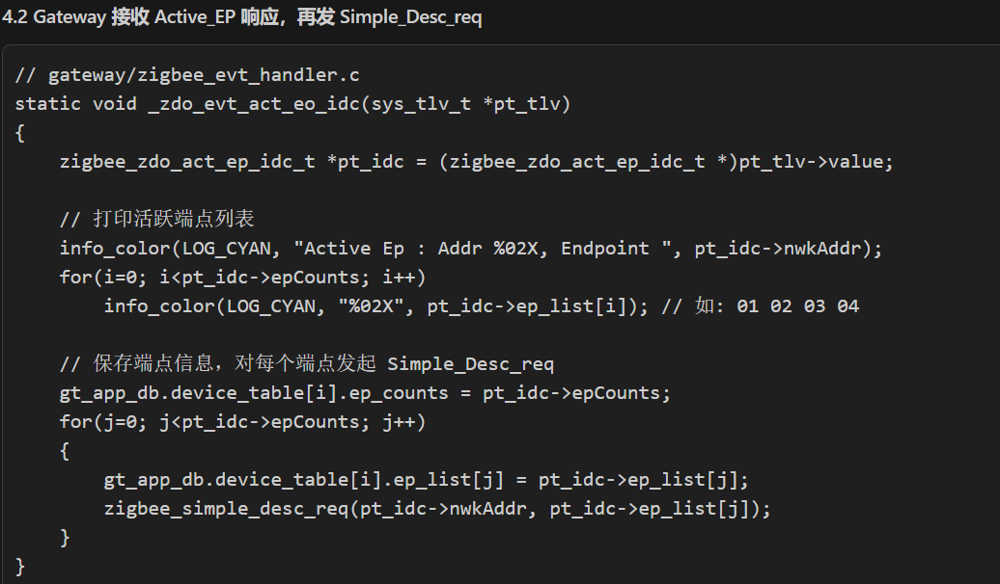 4.2 Gateway 接收 Active_EP 响应，再发 Simple_Desc_req
// gateway/zigbee_evt_handler.c
static void _zdo_evt_act_eo_idc(sys_tlv_t *pt_tlv)
{
    zigbee_zdo_act_ep_idc_t *pt_idc = (zigbee_zdo_act_ep_idc_t *)pt_tlv->value;
    // 打印活跃端点列表
    info_color(LOG_CYAN, "Active Ep : Addr %02X, Endpoint ", pt_idc->nwkAddr);
    for(i=0; i<pt_idc->epCounts; i++)
        info_color(LOG_CYAN, "%02X", pt_idc->ep_list[i]); // 如: 01 02 03 04
    // 保存端点信息，对每个端点发起 Simple_Desc_req
    gt_app_db.device_table[i].ep_counts = pt_idc->epCounts;
    for(j=0; j<pt_idc->epCounts; j++)
    {
        gt_app_db.device_table[i].ep_list[j] = pt_idc->ep_list[j];
        zigbee_simple_desc_req(pt_idc->nwkAddr, pt_idc->ep_list[j]);
    }
}